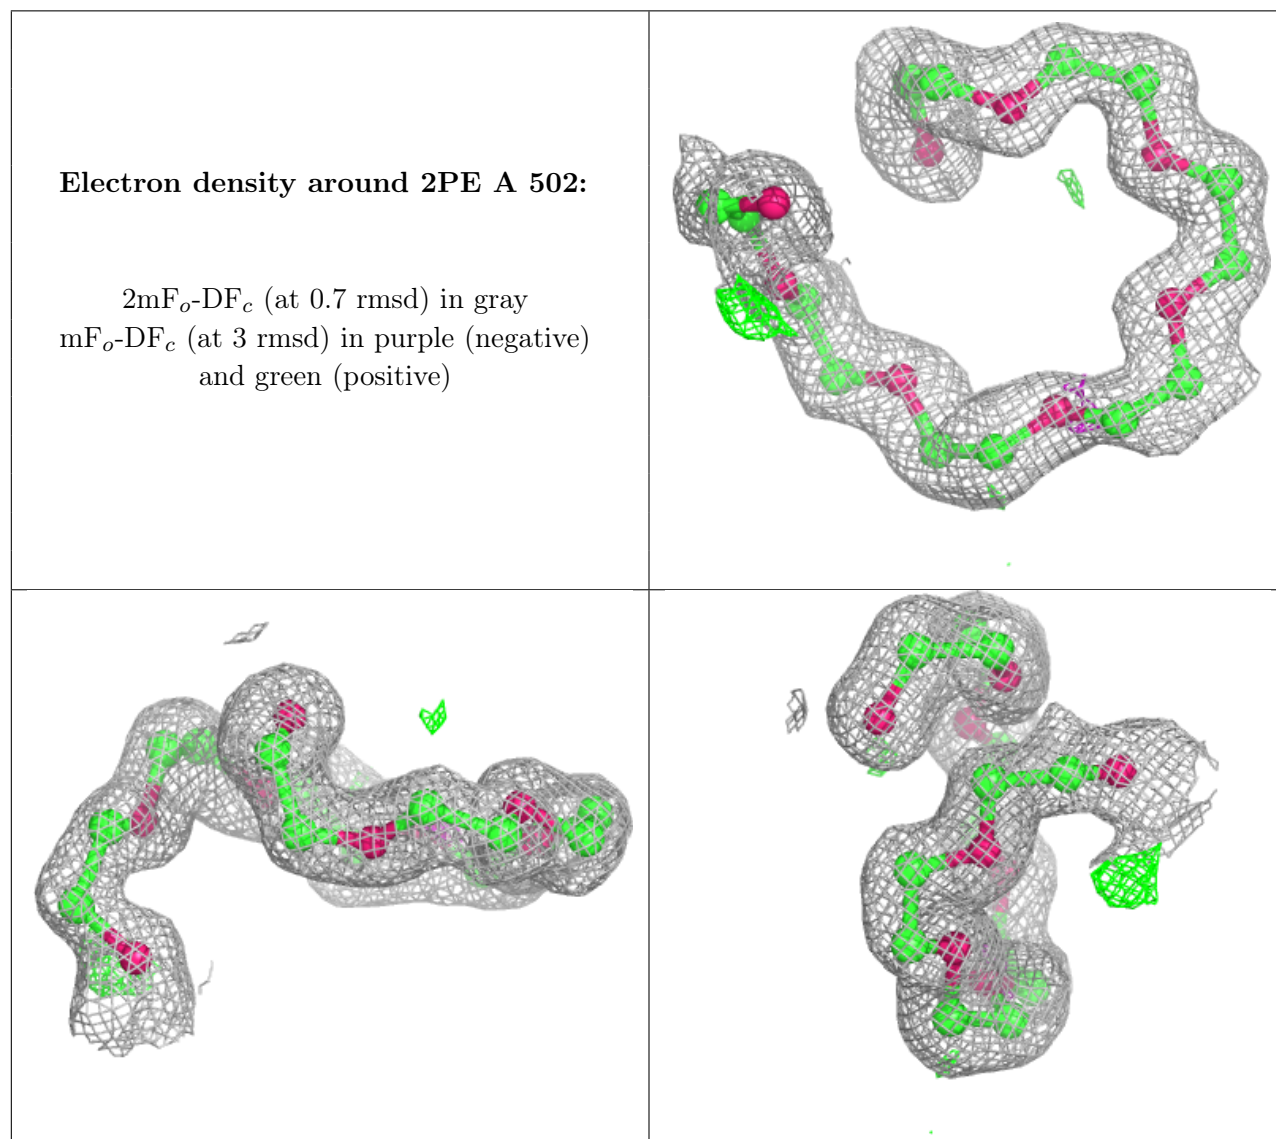 Electron density around 2PE A 502:
2mFo-DFc (at 0.7 rmsd) in gray
mFo-DFc (at 3 rmsd) in purple (negative)
and green (positive)